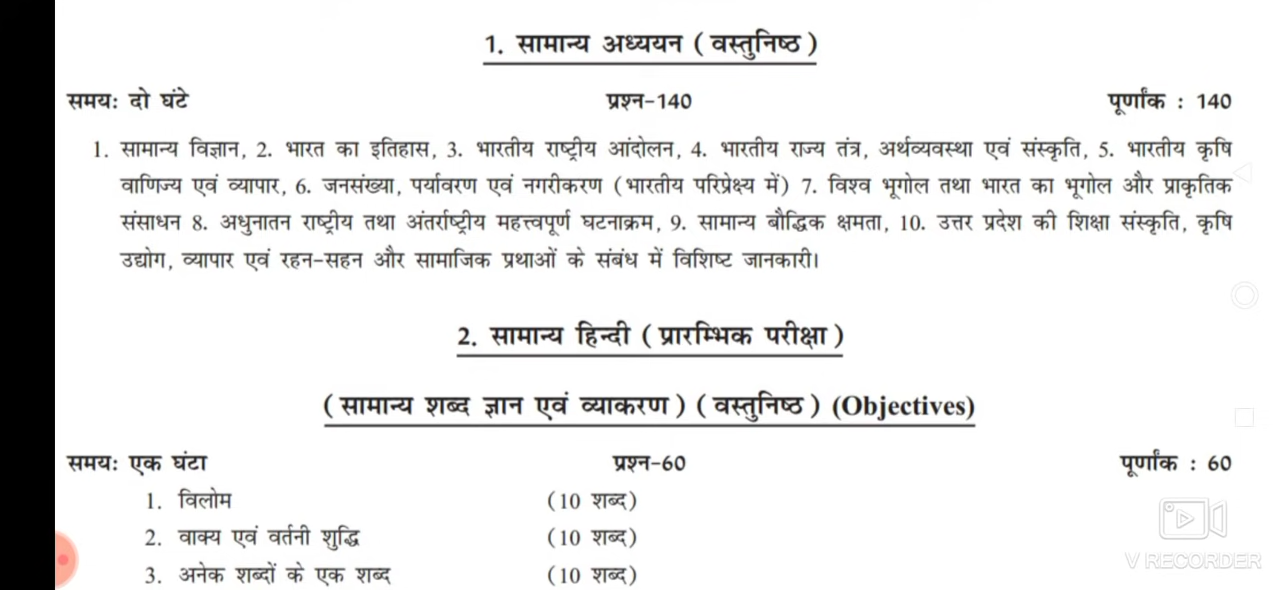 1. सामान्य अध्ययन ( वस्तुनिष्ठ )
समय: दो घंटे प्रश्न-140 पूर्णांक : 140
1. सामान्य विज्ञान, 2. भारत का इतिहास, 3. भारतीय राष्ट्रीय आंदोलन, 4. भारतीय राज्य तंत्र, अर्थव्यवस्था एवं संस्कृति, 5. भारतीय कृषि
वाणिज्य एवं व्यापार, 6. जनसंख्या, पर्यावरण एवं नगरीकरण (भारतीय परिप्रेक्ष्य में) 7. विश्व भूगोल तथा भारत का भूगोल और प्राकृतिक
संसाधन 8. अधुनातन राष्ट्रीय तथा अंतर्राष्ट्रीय महत्त्वपूर्ण घटनाक्रम, 9. सामान्य बौद्धिक क्षमता, 10. उत्तर प्रदेश की शिक्षा संस्कृति, कृषि
उद्योग, व्यापार एवं रहन-सहन और सामाजिक प्रथाओं के संबंध में विशिष्ट जानकारी।
2. सामान्य हिन्दी ( प्रारम्भिक परीक्षा )
( सामान्य शब्द ज्ञान एवं व्याकरण ) ( वस्तुनिष्ठ ) (Objectives)
समय: एक घंटा प्रश्न-60 पूर्णांक : 60
1. विलोम (10 शब्द)
2. वाक्य एवं वर्तनी शुद्धि (10 शब्द)
3. अनेक शब्दों के एक शब्द (10 शब्द)
V RECORDER